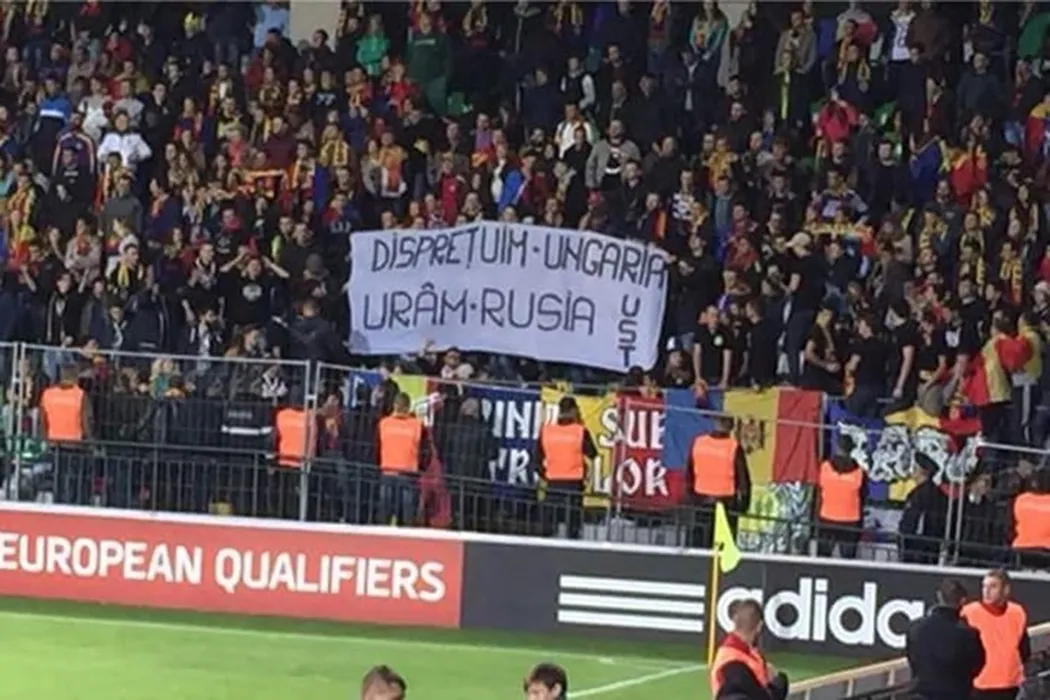 DISPREȚUIM·UNGARIA
URÂM·RUSIA
UST
EUROPEAN QUALIFIERS
adidas